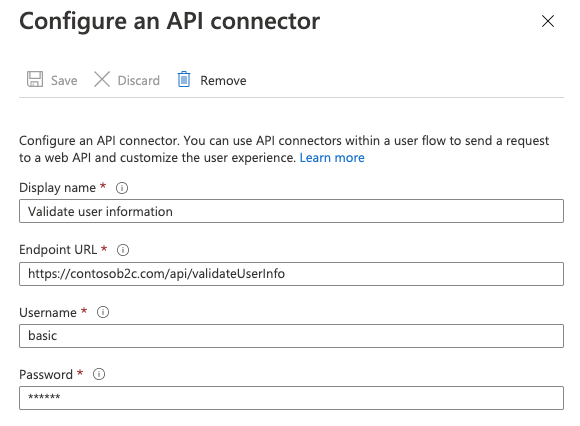 Configure an API connector
Save Discard Remove
Configure an API connector. You can use API connectors within a user flow to send a request
to a web API and customize the user experience. Learn more
Display name *
Validate user information
Endpoint URL *
https://contosob2c.com/api/validateUserInfo
Username *
basic
Password *
******